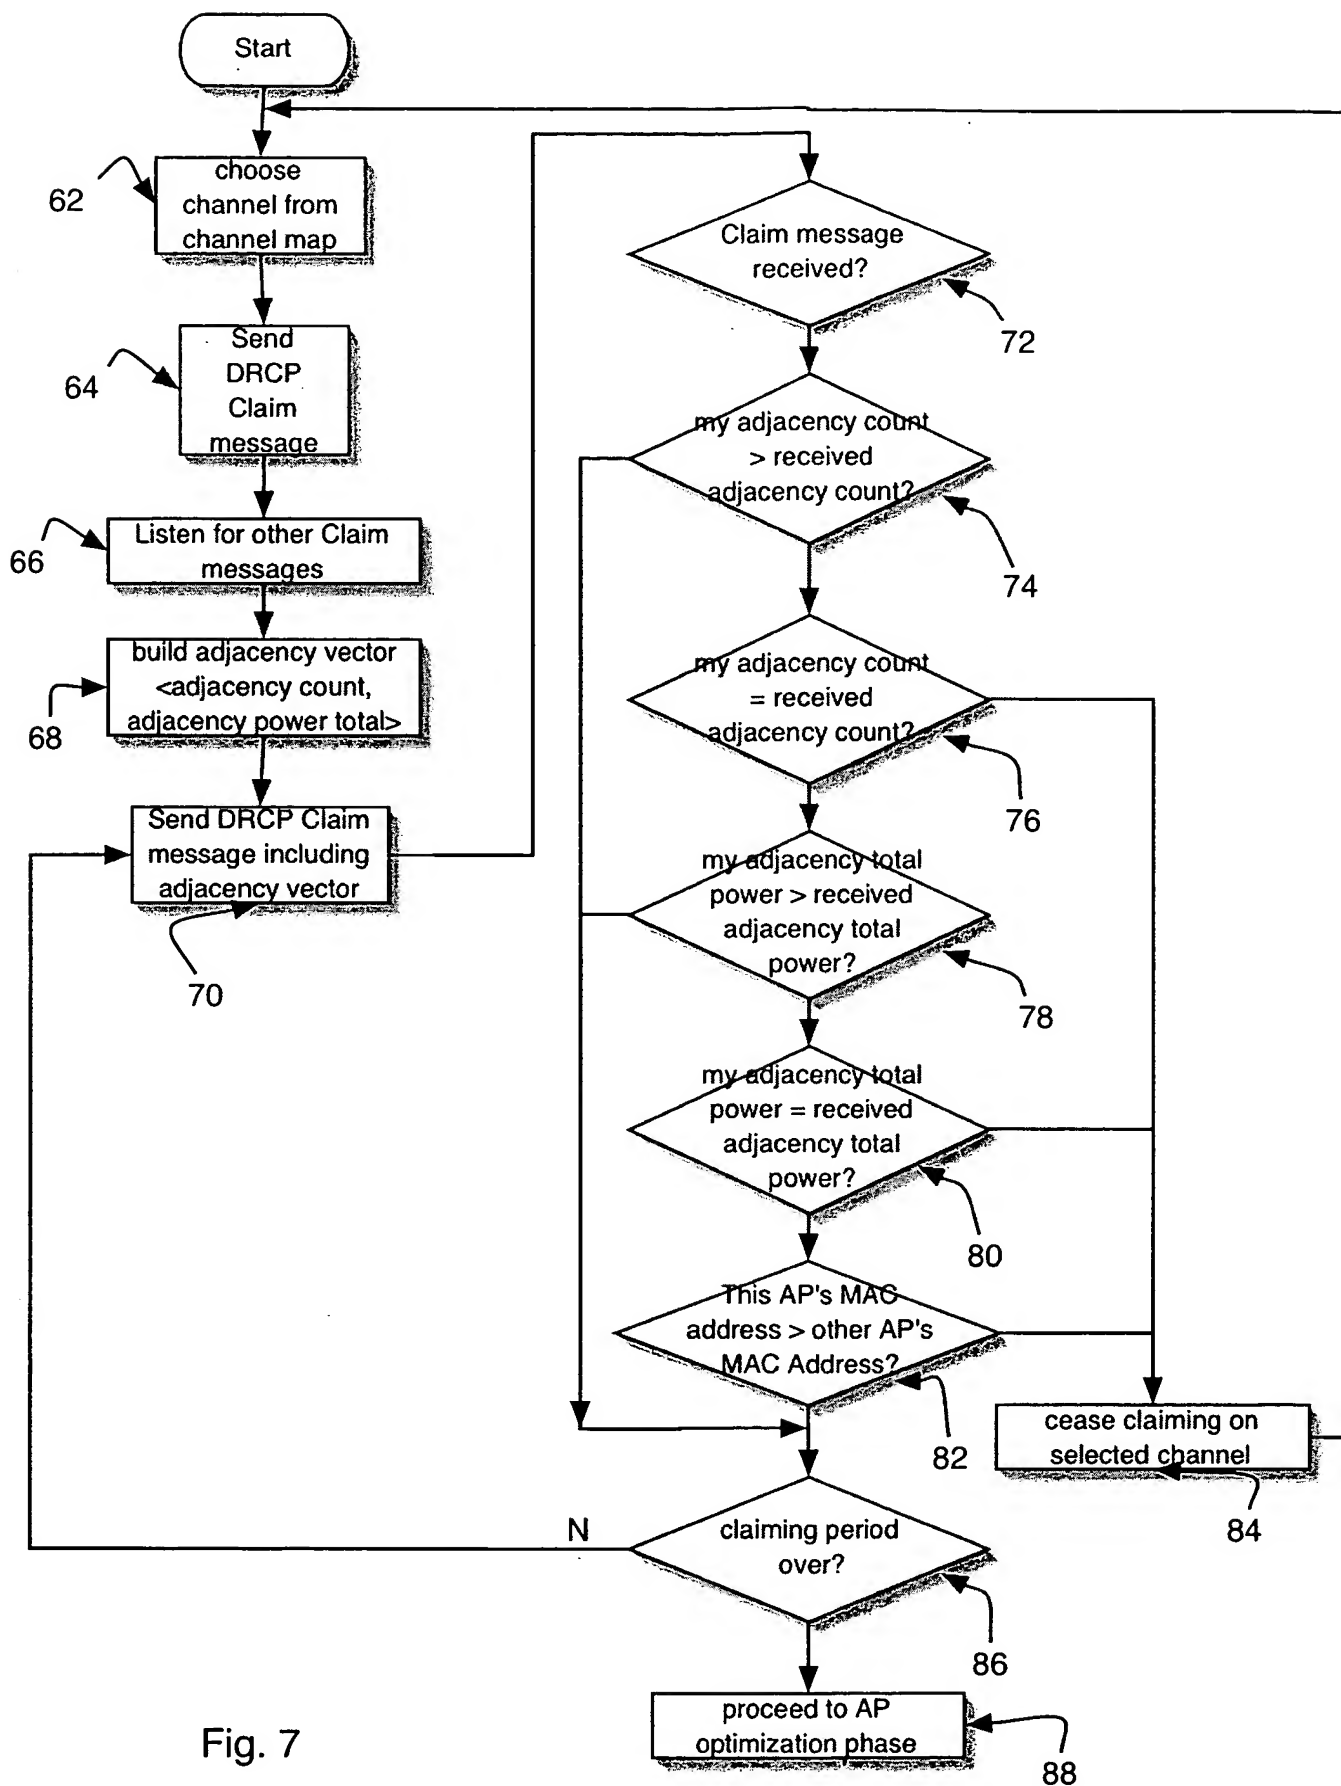 Start
choose
channel from
channel map
62
Send
DRCP
Claim
message
64
Listen for other Claim
messages
66
build adjacency vector
<adjacency count,
adjacency power total>
68
Send DRCP Claim
message including
adjacency vector
70
Claim message
received?
72
my adjacency count
> received
adjacency count?
74
my adjacency count
= received
adjacency count?
76
my adjacency total
power > received
adjacency total
power?
78
my adjacency total
power = received
adjacency total
power?
80
This AP's MAC
address > other AP's
MAC Address?
82
cease claiming on
selected channel
84
claiming period
over?
N
86
proceed to AP
optimization phase
88
Fig. 7